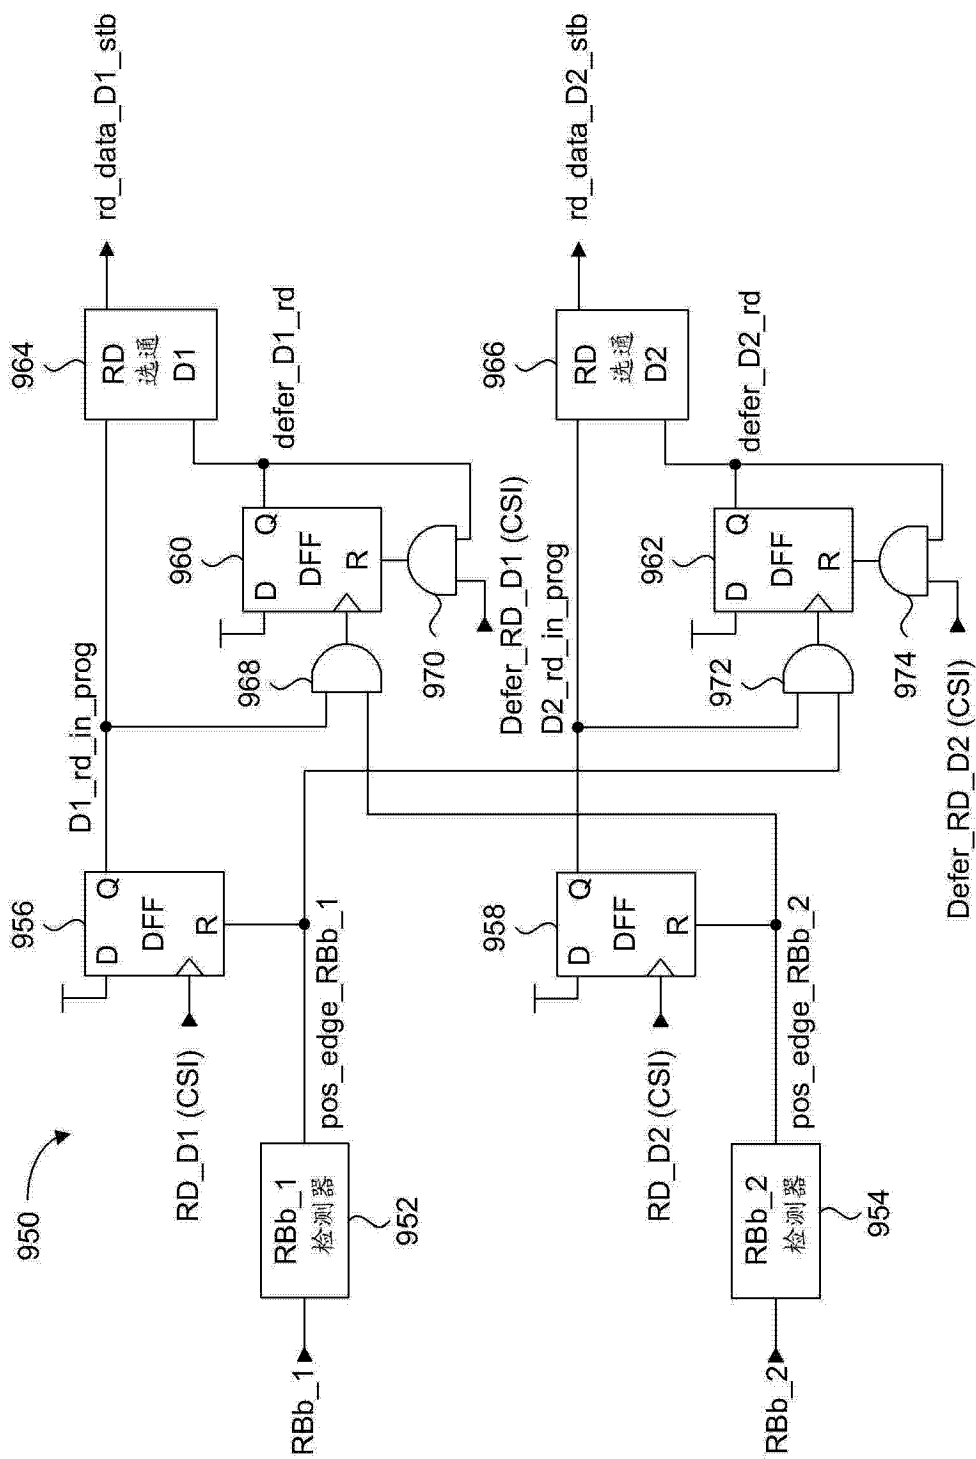 950
RBb_1
RBb_1
检测器
952
pos_edge_RBb_1
RD_D1 (CSI)
956
D
Q
DFF
R
D1_rd_in_prog
968
960
D
Q
DFF
R
970
Defer_RD_D1 (CSI)
defer_D1_rd
964
RD
选通
D1
rd_data_D1_stb
RBb_2
RBb_2
检测器
954
pos_edge_RBb_2
RD_D2 (CSI)
958
D
Q
DFF
R
D2_rd_in_prog
972
962
D
Q
DFF
R
974
Defer_RD_D2 (CSI)
defer_D2_rd
966
RD
选通
D2
rd_data_D2_stb